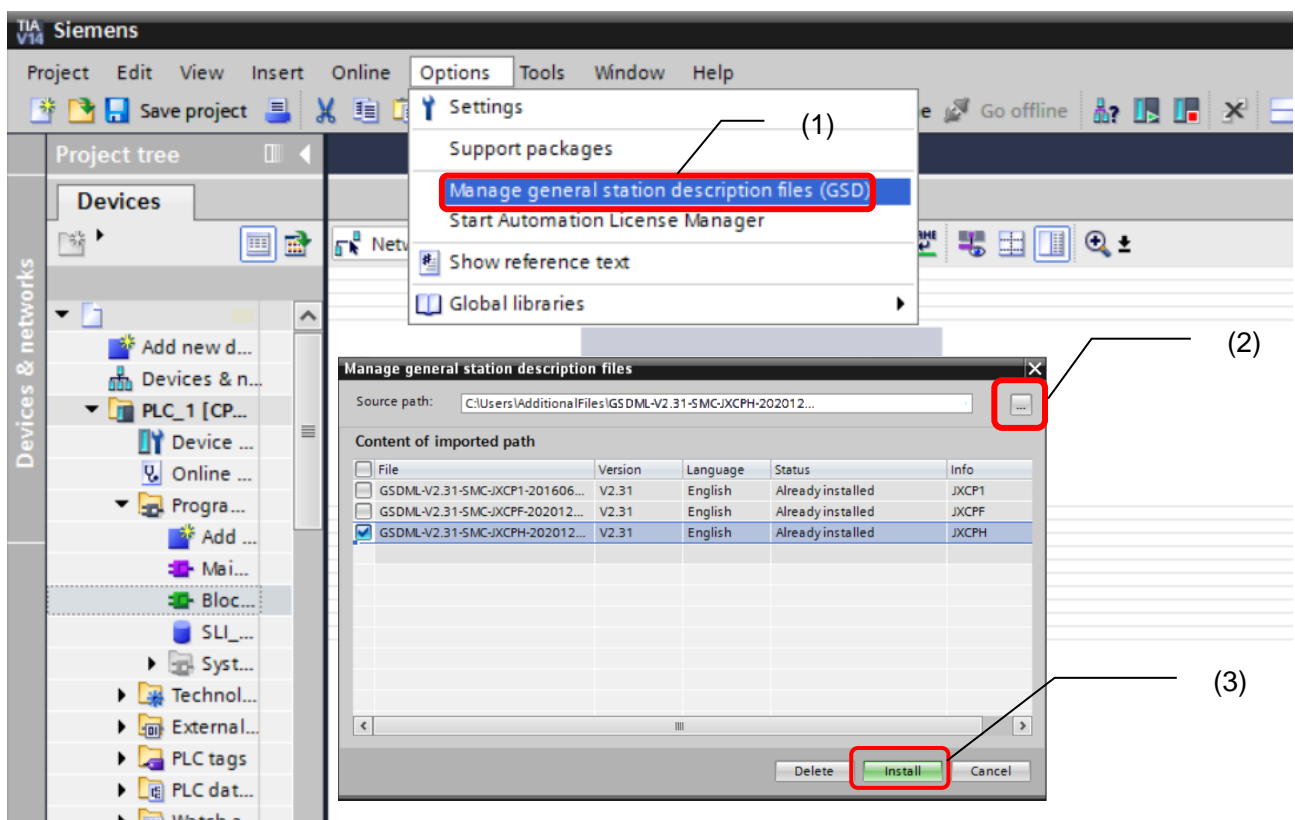 TIA V14 Siemens
Project Edit View Insert Online Options Tools Window Help
Save project
Go offline
Settings
Support packages
Manage general station description files (GSD)
Start Automation License Manager
Show reference text
Global libraries
(1)
Project tree
Devices
Devices & networks
Add new d...
Devices & n...
PLC_1 [CP...
Device ...
Online ...
Progra...
Add ...
Mai...
Bloc...
SLI_...
Syst...
Technol...
External...
PLC tags
PLC dat...
(2)
Manage general station description files
Source path: C:\Users\AdditionalFiles\GSDML-V2.31-SMC-JXCPH-202012... ...
Content of imported path
File Version Language Status Info
GSDML-V2.31-SMC-JXCP1-201606... V2.31 English Already installed JXCP1
GSDML-V2.31-SMC-JXCPF-202012... V2.31 English Already installed JXCPF
GSDML-V2.31-SMC-JXCPH-202012... V2.31 English Already installed JXCPH
(3)
Delete Install Cancel